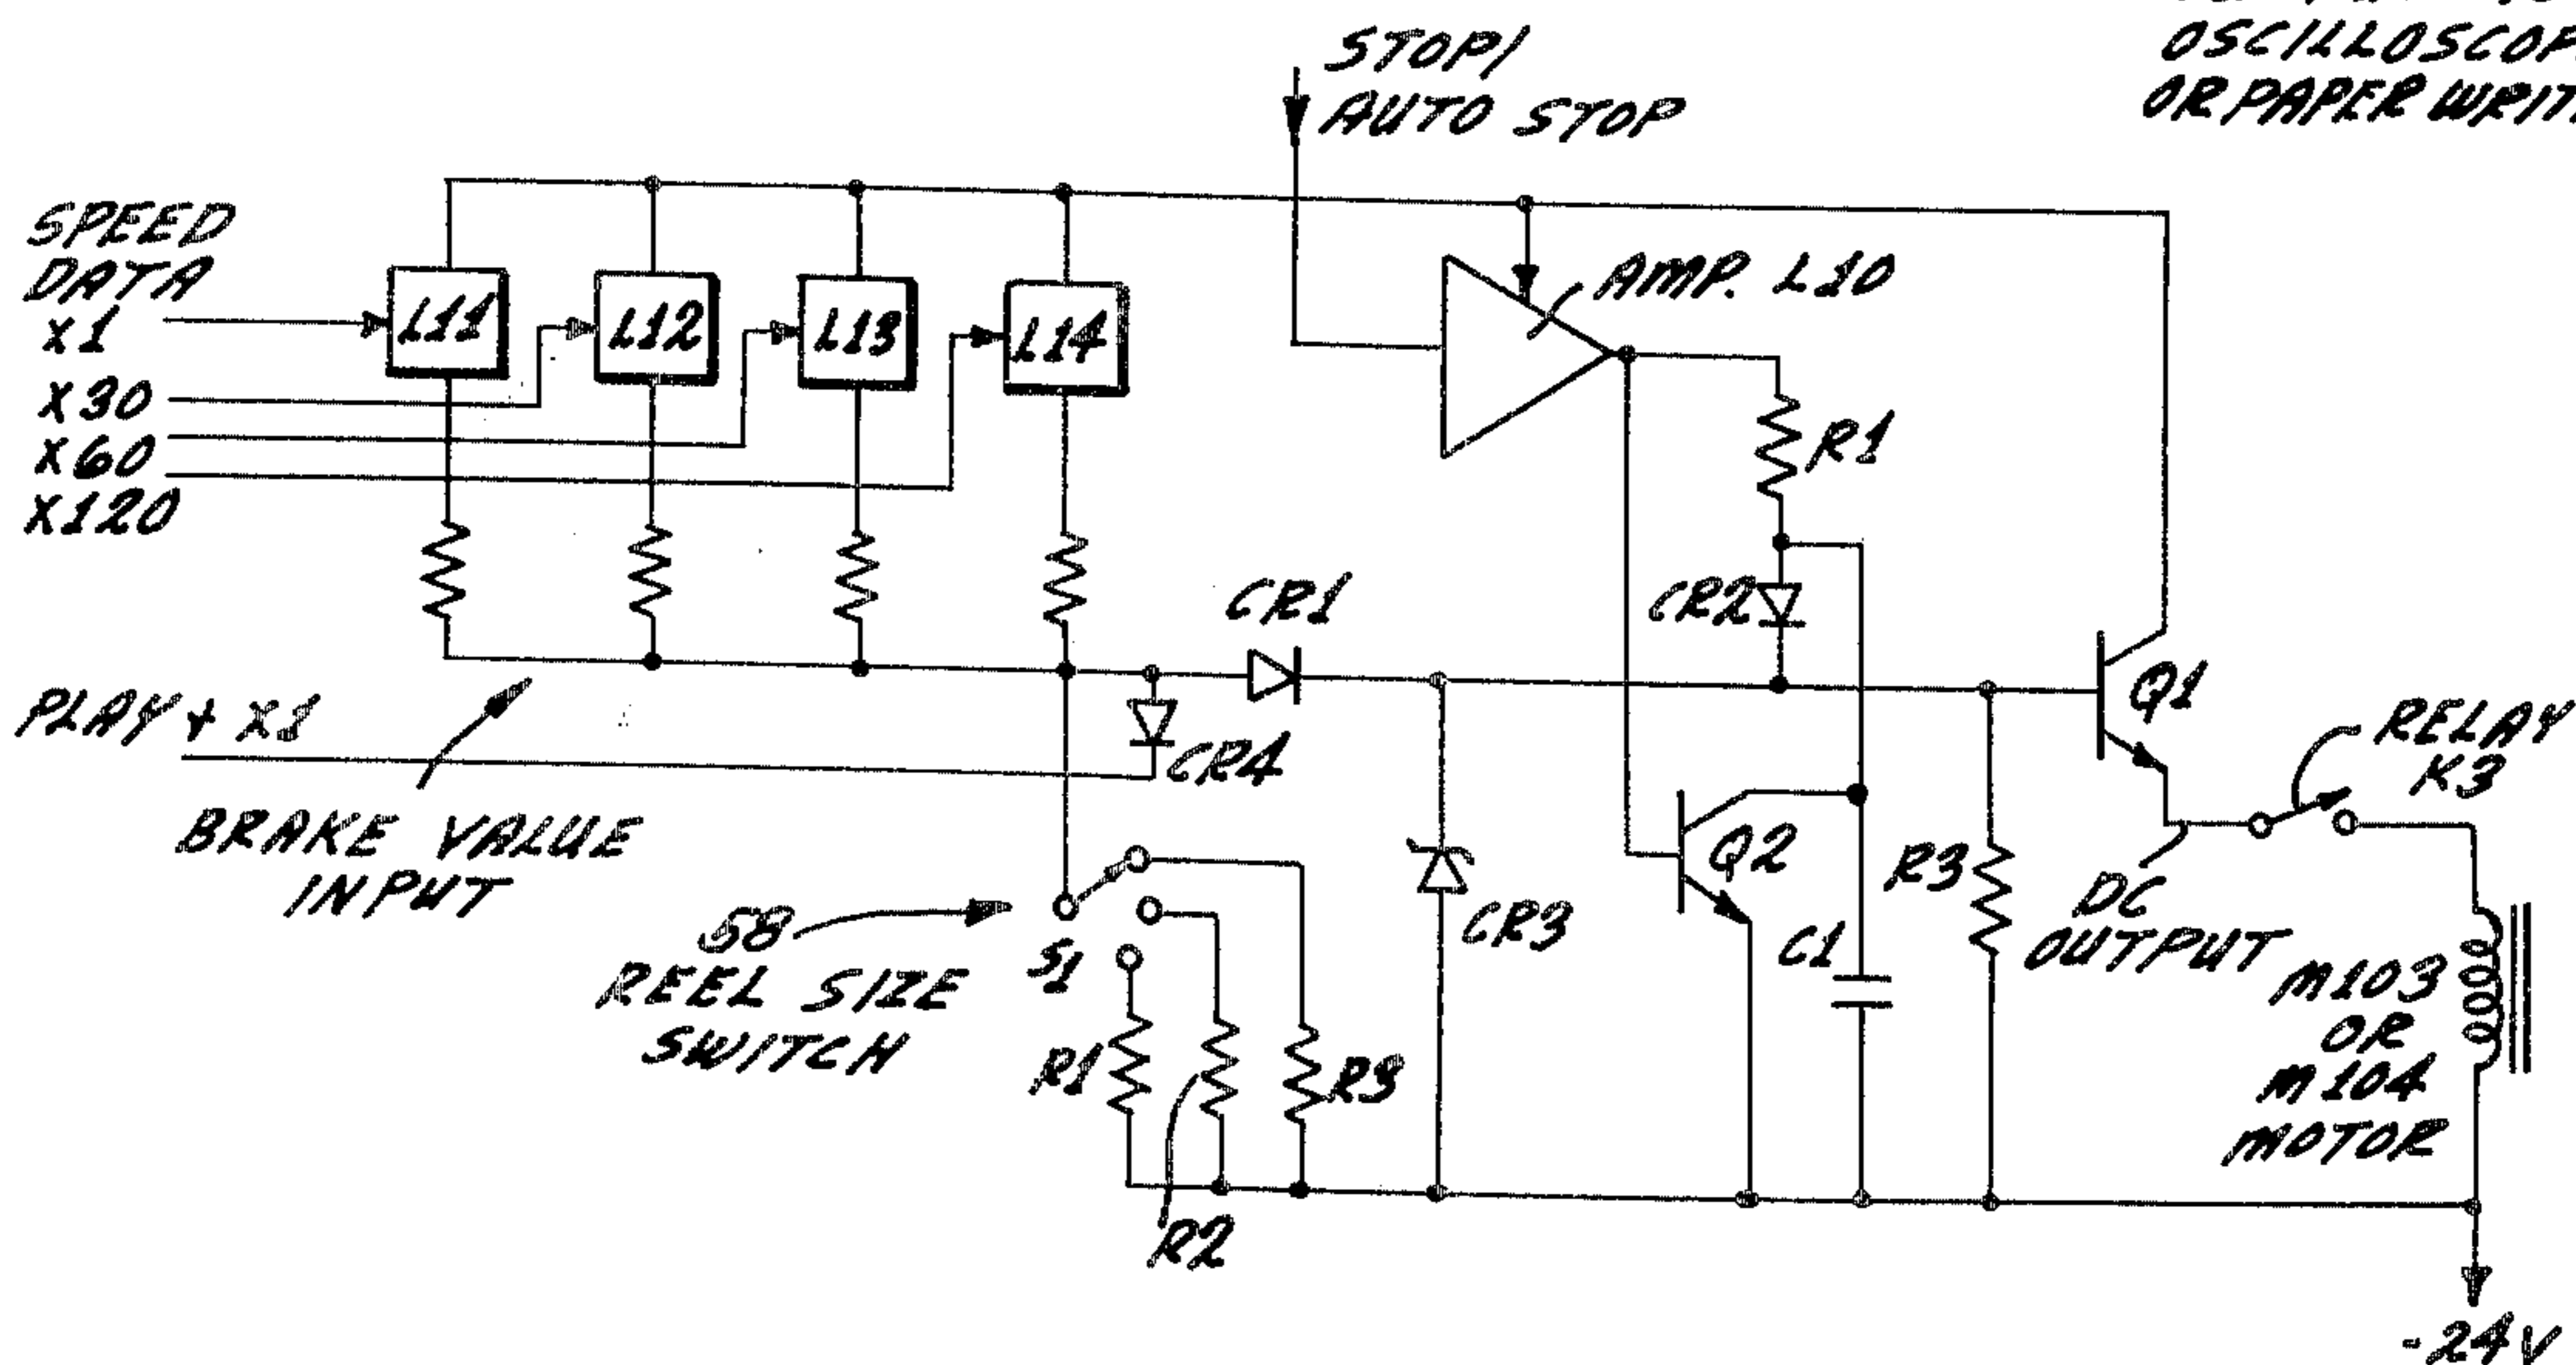 OSCILLOSCOP
OR PAPER WRIT
STOP/
AUTO STOP
SPEED
DATA
X1
X30
X60
X120
L11
L12
L13
L14
AMP. L10
R1
CR1
CR2
Q1
RELAY
K3
PLAY + X1
CR4
BRAKE VALUE
INPUT
58
REEL SIZE
SWITCH
S1
R1
R2
R3
CR3
Q2
C1
R3
DC
OUTPUT
M103
OR
M104
MOTOR
-24V